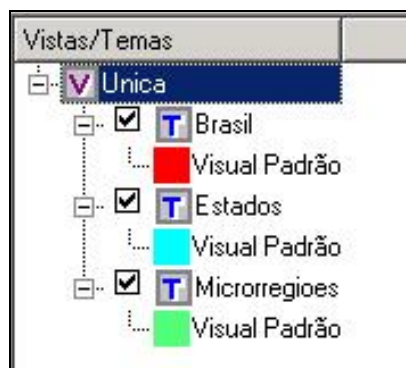 Vistas/Temas
V Unica
T Brasil
Visual Padrão
T Estados
Visual Padrão
T Microrregioes
Visual Padrão